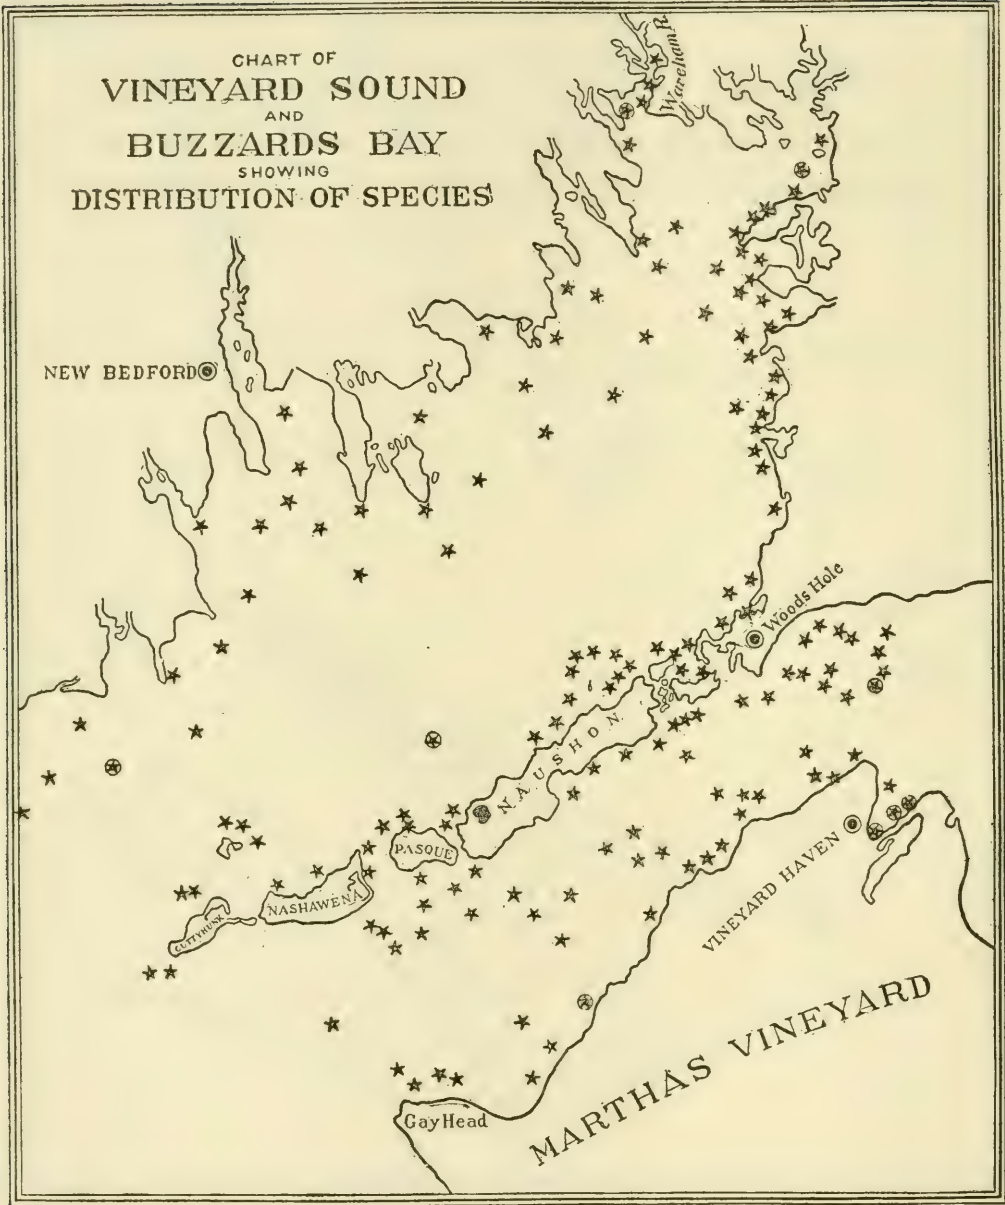 CHART OF
VINEYARD SOUND
AND
BUZZARDS BAY
SHOWING
DISTRIBUTION OF SPECIES
Wareham R.
NEW BEDFORD
Woods Hole
NAUSHON
PASQUE
NASHAWENA
CUTTYHUNK
VINEYARD HAVEN
MARTHAS VINEYARD
Gay Head